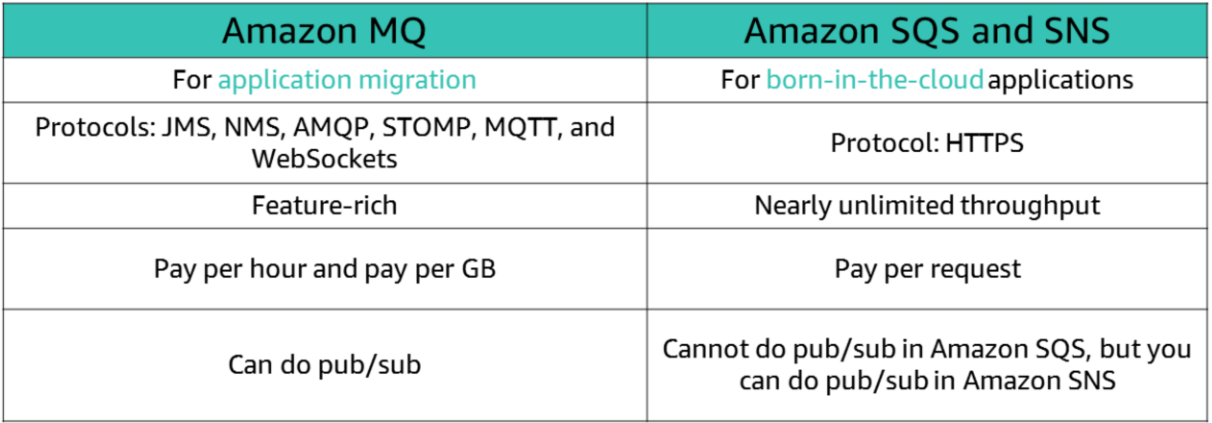 Amazon MQ
Amazon SQS and SNS
For application migration
For born-in-the-cloud applications
Protocols: JMS, NMS, AMQP, STOMP, MQTT, and
WebSockets
Protocol: HTTPS
Feature-rich
Nearly unlimited throughput
Pay per hour and pay per GB
Pay per request
Can do pub/sub
Cannot do pub/sub in Amazon SQS, but you
can do pub/sub in Amazon SNS